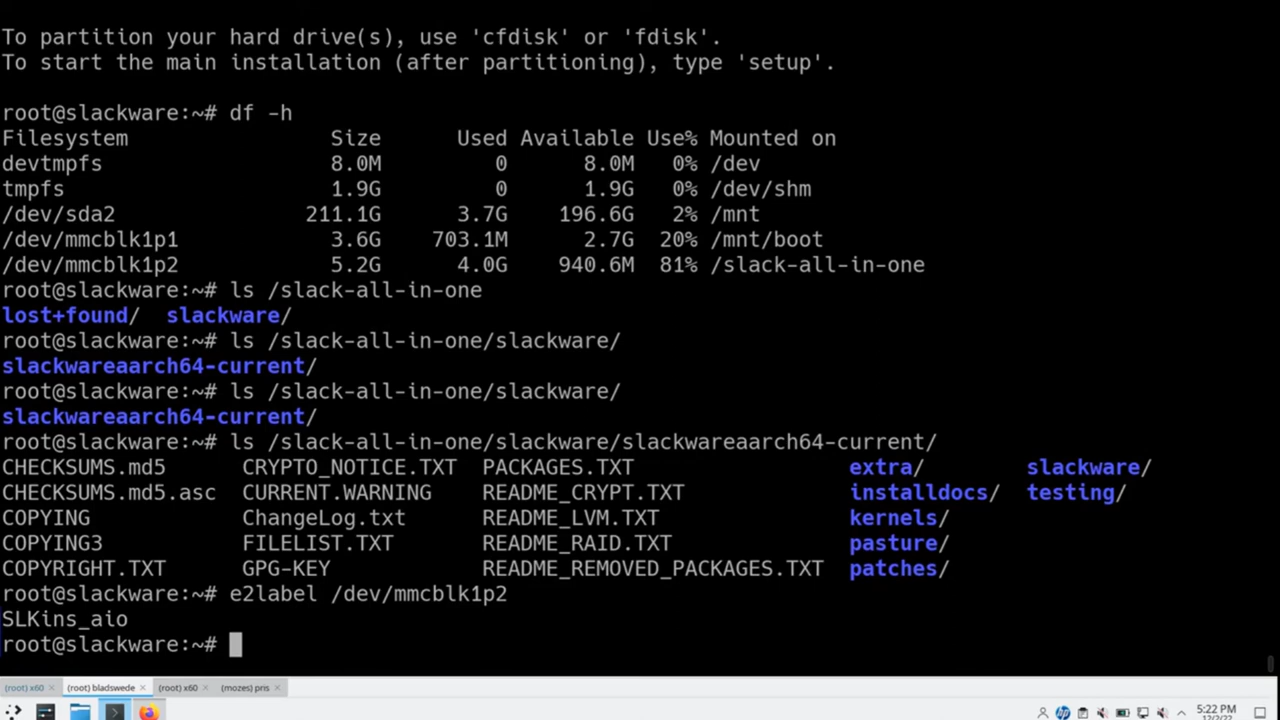 To partition your hard drive(s), use 'cfdisk' or 'fdisk'.
To start the main installation (after partitioning), type 'setup'.
root@slackware:~# df -h
Filesystem Size Used Available Use% Mounted on
devtmpfs 8.0M 0 8.0M 0% /dev
tmpfs 1.9G 0 1.9G 0% /dev/shm
/dev/sda2 211.1G 3.7G 196.6G 2% /mnt
/dev/mmcblk1p1 3.6G 703.1M 2.7G 20% /mnt/boot
/dev/mmcblk1p2 5.2G 4.0G 940.6M 81% /slack-all-in-one
root@slackware:~# ls /slack-all-in-one
lost+found/ slackware/
root@slackware:~# ls /slack-all-in-one/slackware/
slackwareaarch64-current/
root@slackware:~# ls /slack-all-in-one/slackware/
slackwareaarch64-current/
root@slackware:~# ls /slack-all-in-one/slackware/slackwareaarch64-current/
CHECKSUMS.md5 CRYPTO_NOTICE.TXT PACKAGES.TXT extra/ slackware/
CHECKSUMS.md5.asc CURRENT.WARNING README_CRYPT.TXT installdocs/ testing/
COPYING ChangeLog.txt README_LVM.TXT kernels/
COPYING3 FILELIST.TXT README_RAID.TXT pasture/
COPYRIGHT.TXT GPG-KEY README_REMOVED_PACKAGES.TXT patches/
root@slackware:~# e2label /dev/mmcblk1p2
SLKins_aio
root@slackware:~#
(root) x60 (root) bladswede (root) x60 (mozes) pris
hp 5:22 PM
12/2/22